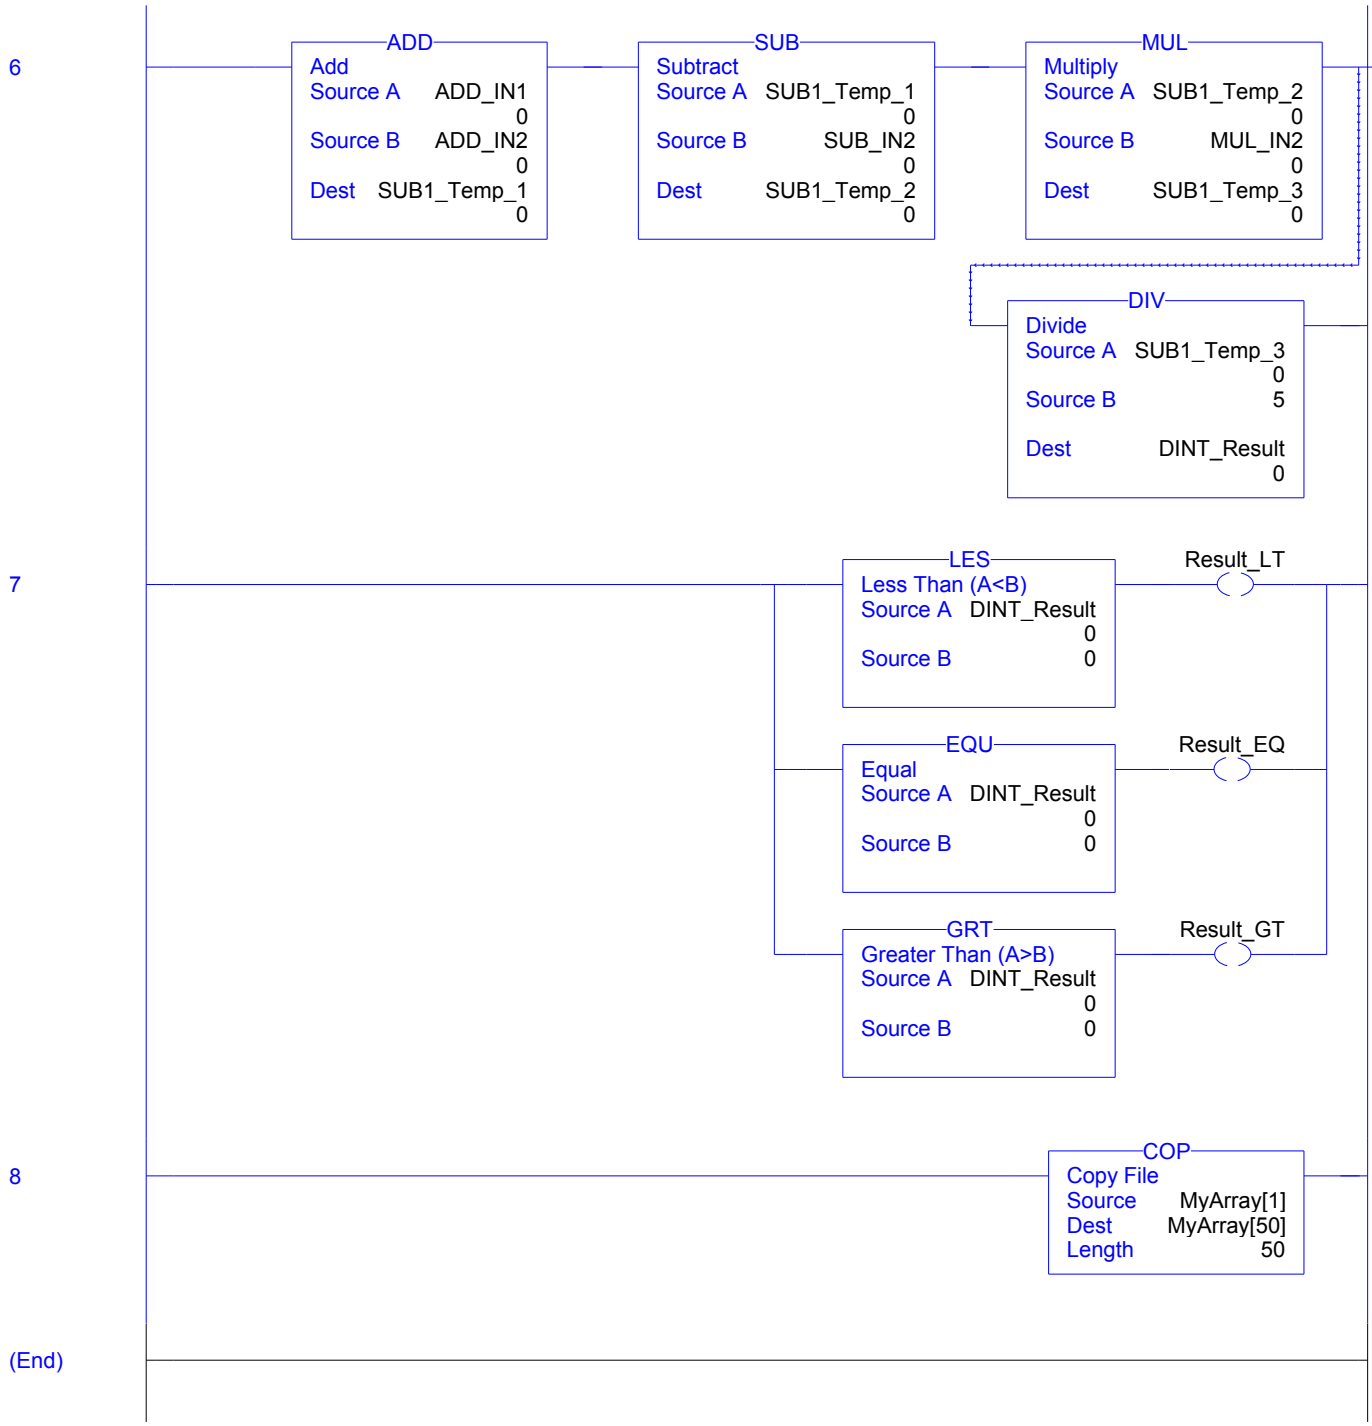 6
ADD
Add
Source A ADD_IN1
0
Source B ADD_IN2
0
Dest SUB1_Temp_1
0
SUB
Subtract
Source A SUB1_Temp_1
0
Source B SUB_IN2
0
Dest SUB1_Temp_2
0
MUL
Multiply
Source A SUB1_Temp_2
0
Source B MUL_IN2
0
Dest SUB1_Temp_3
0
DIV
Divide
Source A SUB1_Temp_3
0
Source B 5
Dest DINT_Result
0
7
LES
Less Than (A<B)
Source A DINT_Result
0
Source B 0
Result_LT
EQU
Equal
Source A DINT_Result
0
Source B 0
Result_EQ
GRT
Greater Than (A>B)
Source A DINT_Result
0
Source B 0
Result_GT
8
COP
Copy File
Source MyArray[1]
Dest MyArray[50]
Length 50
(End)